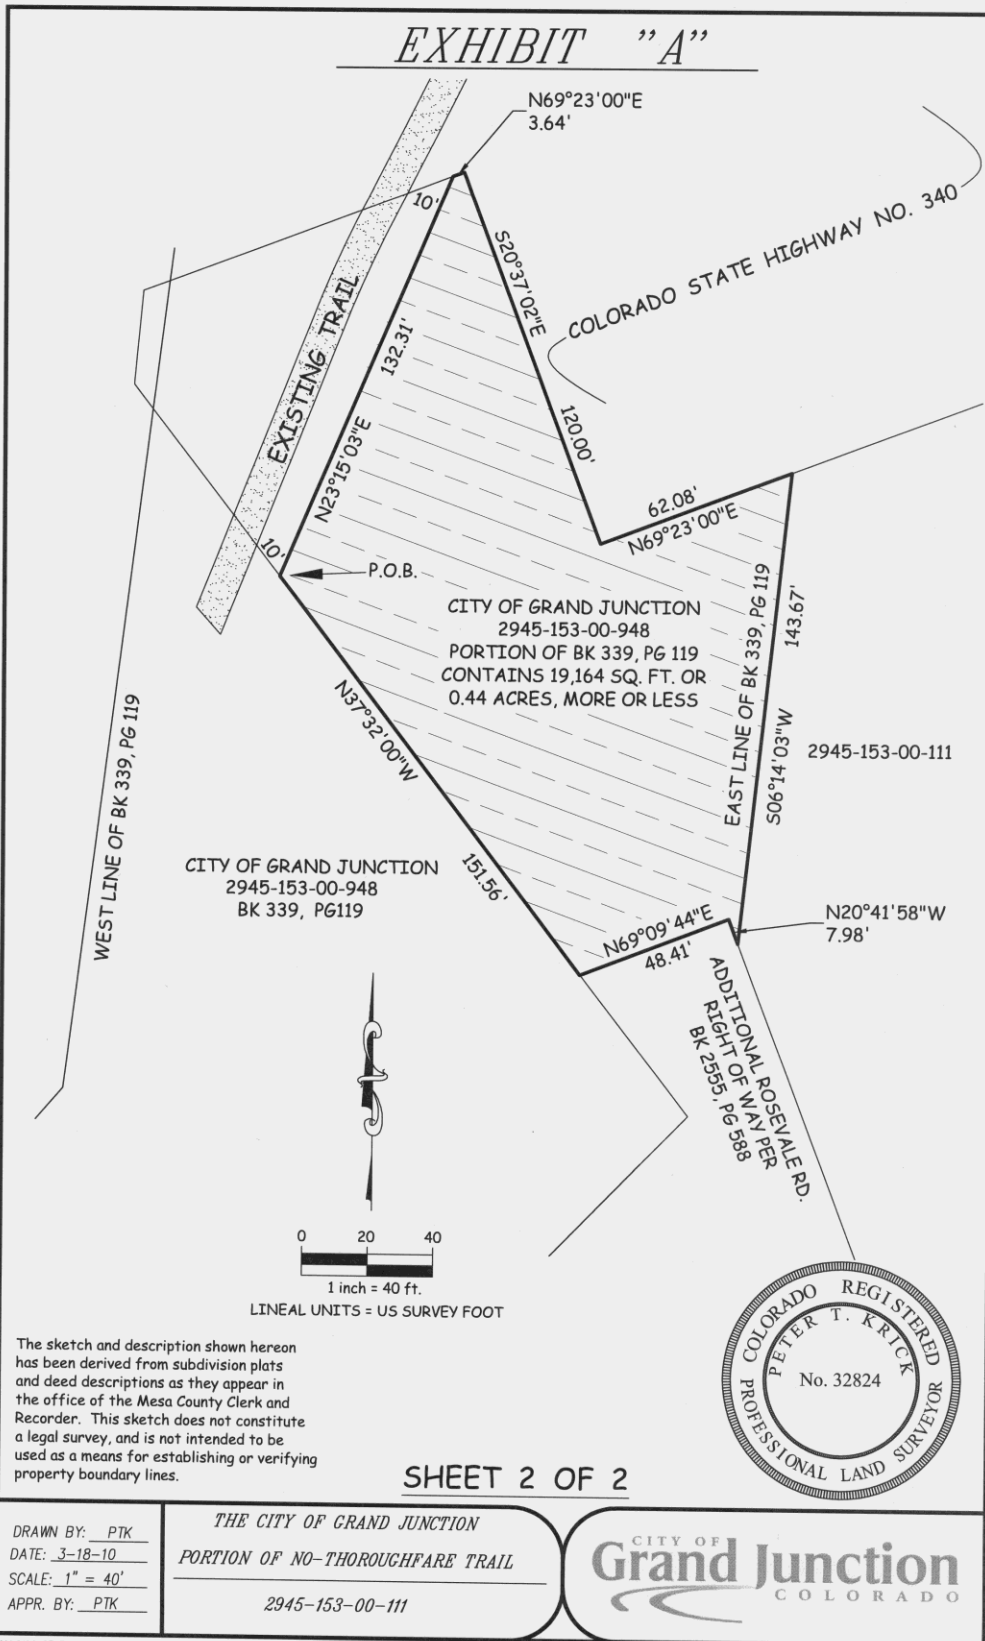 EXHIBIT "A"
N69°23'00"E
3.64'
10'
S20°37'02"E
120.00'
COLORADO STATE HIGHWAY NO. 340
132.31'
N23°15'03"E
EXISTING TRAIL
62.08'
N69°23'00"E
10'
P.O.B.
CITY OF GRAND JUNCTION
2945-153-00-948
PORTION OF BK 339, PG 119
CONTAINS 19,164 SQ. FT. OR
0.44 ACRES, MORE OR LESS
EAST LINE OF BK 339, PG 119
143.67'
S06°14'03"W
2945-153-00-111
N37°32'00"W
151.56'
WEST LINE OF BK 339, PG 119
CITY OF GRAND JUNCTION
2945-153-00-948
BK 339, PG119
N69°09'44"E
48.41'
N20°41'58"W
7.98'
ADDITIONAL ROSEVALE RD.
RIGHT OF WAY PER
BK 2555, PG 588
0 20 40
1 inch = 40 ft.
LINEAL UNITS = US SURVEY FOOT
The sketch and description shown hereon
has been derived from subdivision plats
and deed descriptions as they appear in
the office of the Mesa County Clerk and
Recorder. This sketch does not constitute
a legal survey, and is not intended to be
used as a means for establishing or verifying
property boundary lines.
COLORADO REGISTERED
PETER T. KRICK
No. 32824
PROFESSIONAL LAND SURVEYOR
SHEET 2 OF 2
DRAWN BY: PTK
DATE: 3-18-10
SCALE: 1" = 40'
APPR. BY: PTK
THE CITY OF GRAND JUNCTION
PORTION OF NO-THOROUGHFARE TRAIL
2945-153-00-111
CITY OF
Grand Junction
COLORADO